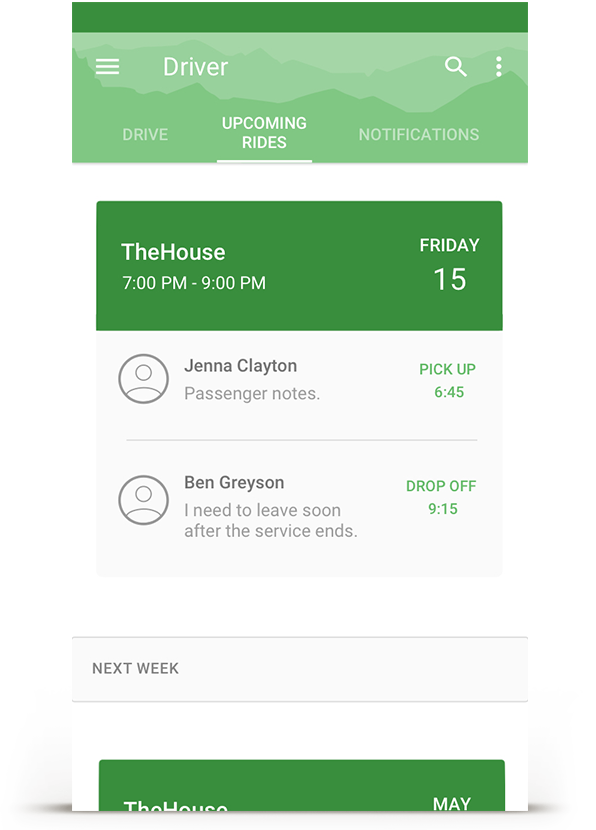 Driver
DRIVE
UPCOMING
RIDES
NOTIFICATIONS
TheHouse
7:00 PM - 9:00 PM
FRIDAY
15
Jenna Clayton
Passenger notes.
PICK UP
6:45
Ben Greyson
I need to leave soon
after the service ends.
DROP OFF
9:15
NEXT WEEK
TheHouse
MAY